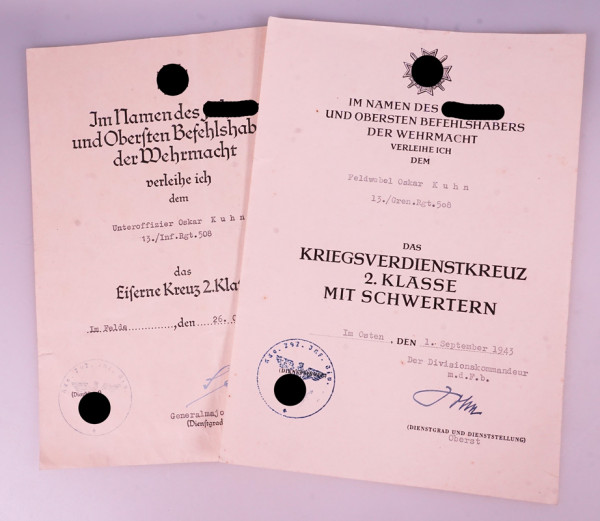 Im Namen des
und Obersten Befehlshab
der Wehrmacht
verleihe ich
dem
Unteroffizier Oskar Kuhn
13./Inf.Rgt.508
das
Eiserne Kreuz 2.Kla
Im Felde, den 26.
Generalmajo
(Dienstgrad
IM NAMEN DES
UND OBERSTEN BEFEHLSHABERS
DER WEHRMACHT
VERLEIHE ICH
DEM
Feldwebel Oskar Kuhn
13./Gren.Rgt.508
DAS
KRIEGSVERDIENSTKREUZ
2. KLASSE
MIT SCHWERTERN
Im Osten, DEN 1. September 1943
Der Divisionskommandeur
m.d.F.b.
(DIENSTGRAD UND DIENSTSTELLUNG)
Oberst